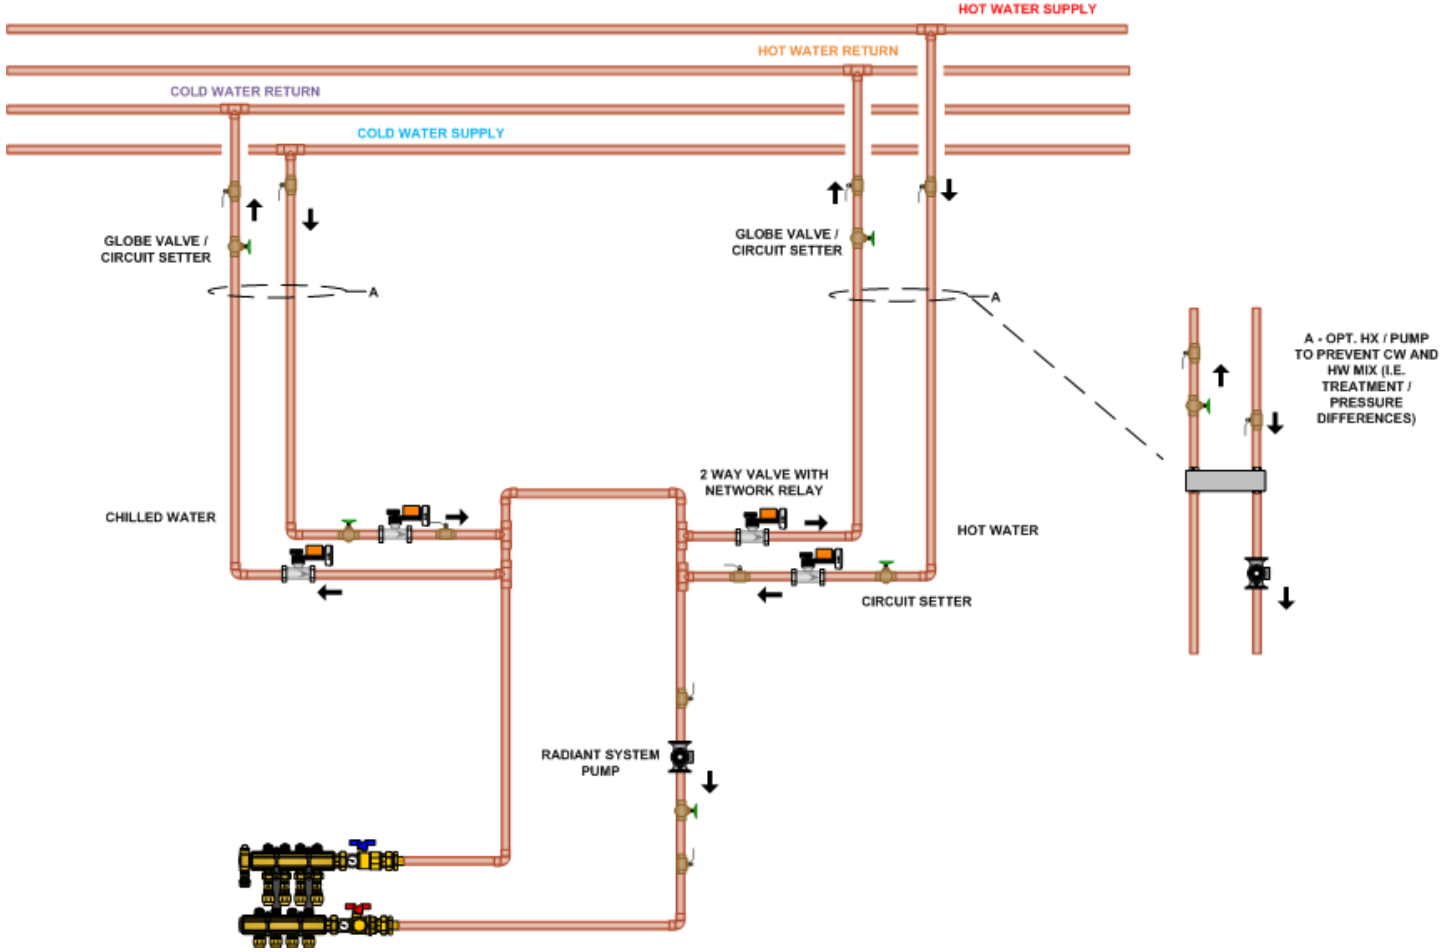 HOT WATER SUPPLY
HOT WATER RETURN
COLD WATER RETURN
COLD WATER SUPPLY
GLOBE VALVE /
CIRCUIT SETTER
GLOBE VALVE /
CIRCUIT SETTER
A
A
A - OPT. HX / PUMP
TO PREVENT CW AND
HW MIX (I.E.
TREATMENT /
PRESSURE
DIFFERENCES)
2 WAY VALVE WITH
NETWORK RELAY
CHILLED WATER
HOT WATER
CIRCUIT SETTER
RADIANT SYSTEM
PUMP